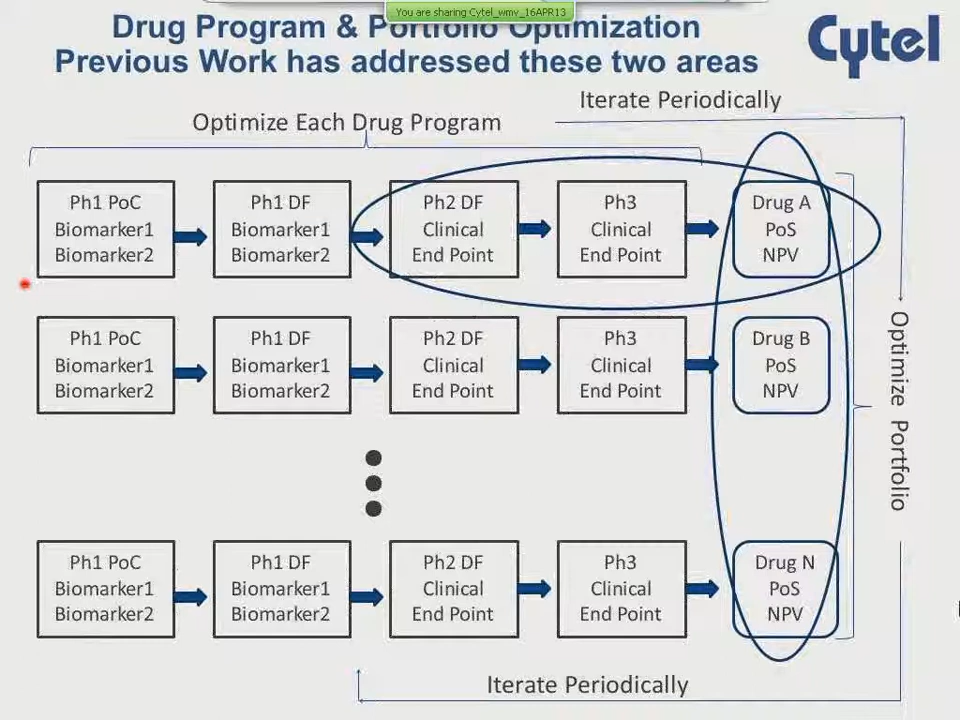 You are sharing Cytel_wmv_16APR13
Drug Program & Portfolio Optimization
Previous Work has addressed these two areas
Cytel
Iterate Periodically
Optimize Each Drug Program
Ph1 PoC
Biomarker1
Biomarker2
Ph1 DF
Biomarker1
Biomarker2
Ph2 DF
Clinical
End Point
Ph3
Clinical
End Point
Drug A
PoS
NPV
Ph1 PoC
Biomarker1
Biomarker2
Ph1 DF
Biomarker1
Biomarker2
Ph2 DF
Clinical
End Point
Ph3
Clinical
End Point
Drug B
PoS
NPV
Optimize Portfolio
Ph1 PoC
Biomarker1
Biomarker2
Ph1 DF
Biomarker1
Biomarker2
Ph2 DF
Clinical
End Point
Ph3
Clinical
End Point
Drug N
PoS
NPV
Iterate Periodically